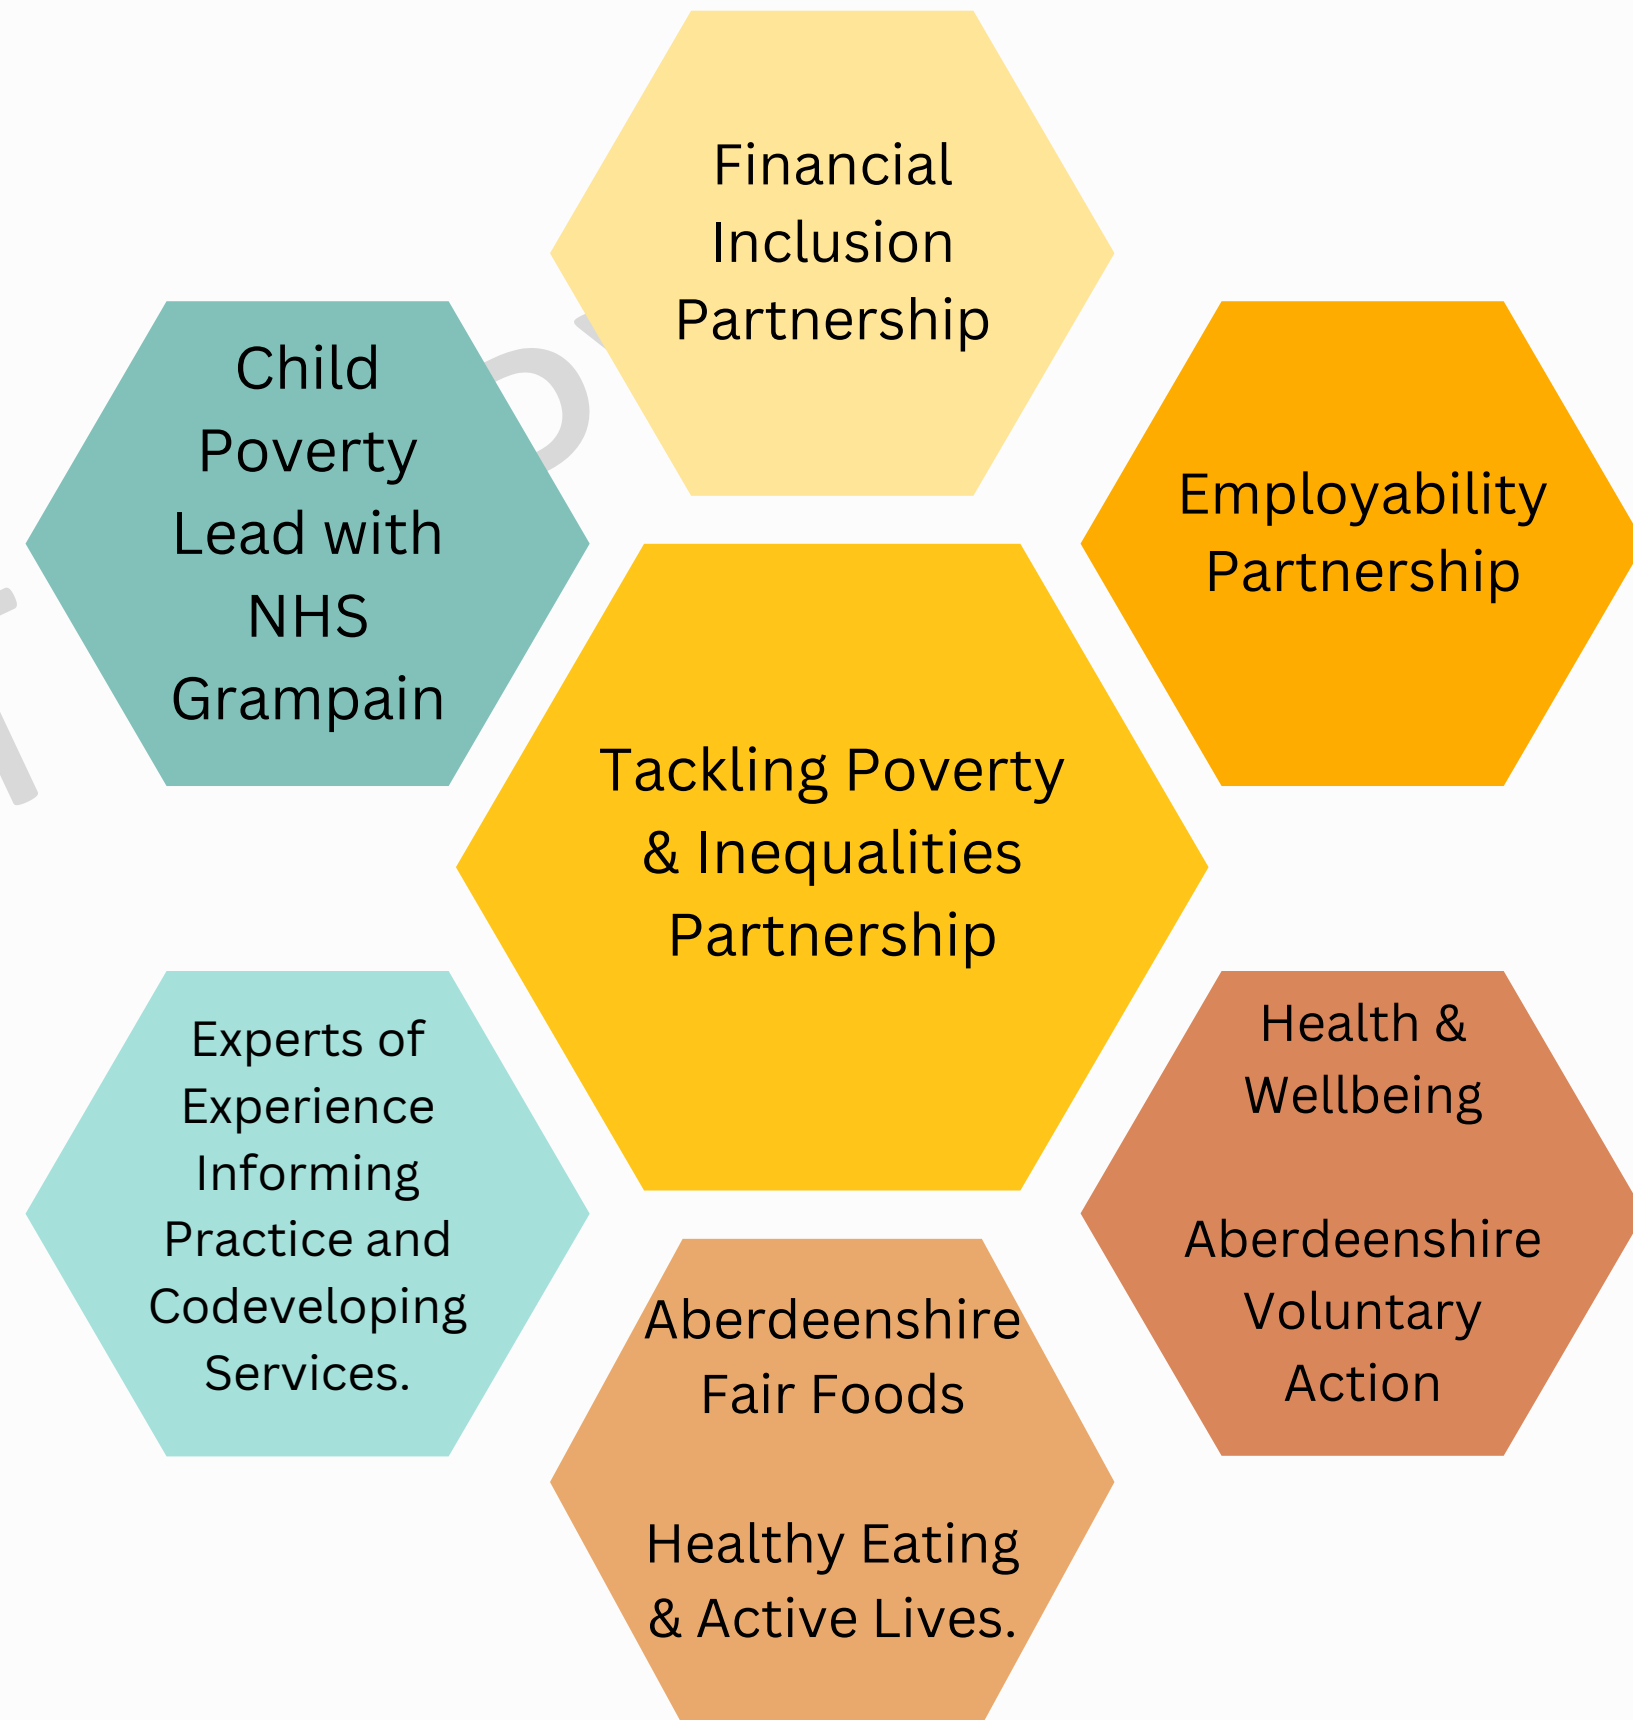 Financial
Inclusion
Partnership
Child
Poverty
Lead with
NHS
Grampain
Employability
Partnership
Tackling Poverty
& Inequalities
Partnership
Experts of
Experience
Informing
Practice and
Codeveloping
Services.
Health &
Wellbeing
Aberdeenshire
Voluntary
Action
Aberdeenshire
Fair Foods
Healthy Eating
& Active Lives.